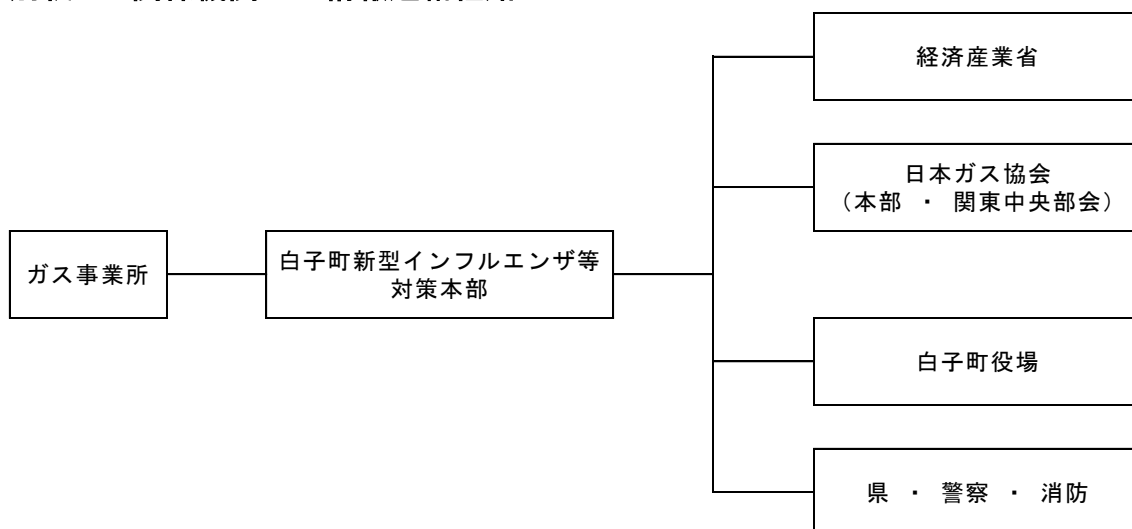 経済産業省
日本ガス協会
（本部 ・ 関東中央部会）
ガス事業所
白子町新型インフルエンザ等
対策本部
白子町役場
県 ・ 警察 ・ 消防